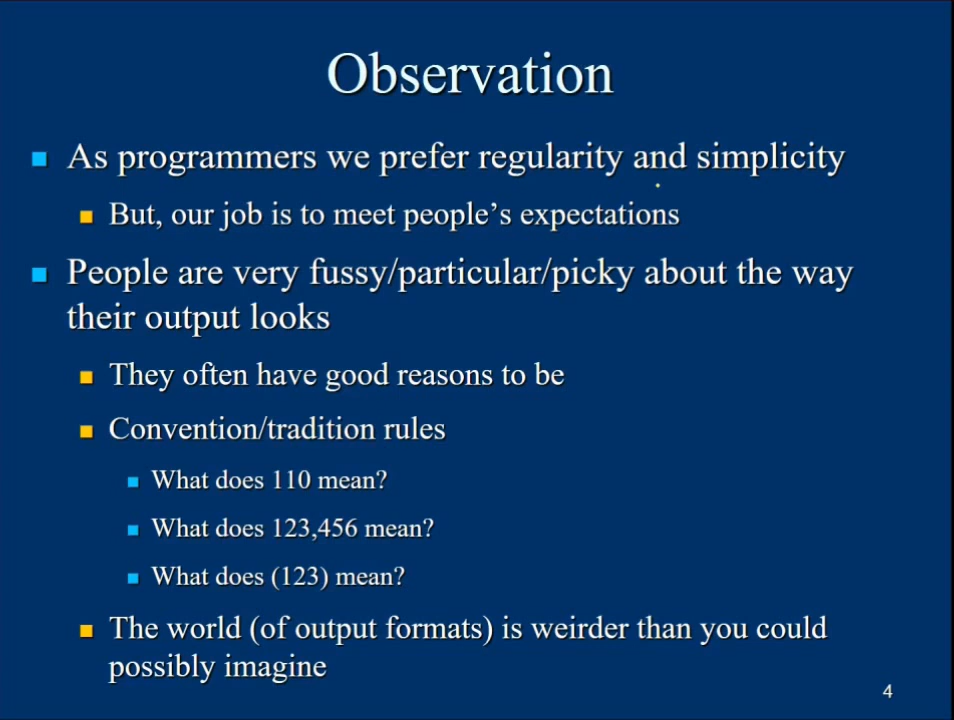 Observation
As programmers we prefer regularity and simplicity
But, our job is to meet people’s expectations
People are very fussy/particular/picky about the way
their output looks
They often have good reasons to be
Convention/tradition rules
What does 110 mean?
What does 123,456 mean?
What does (123) mean?
The world (of output formats) is weirder than you could
possibly imagine
4